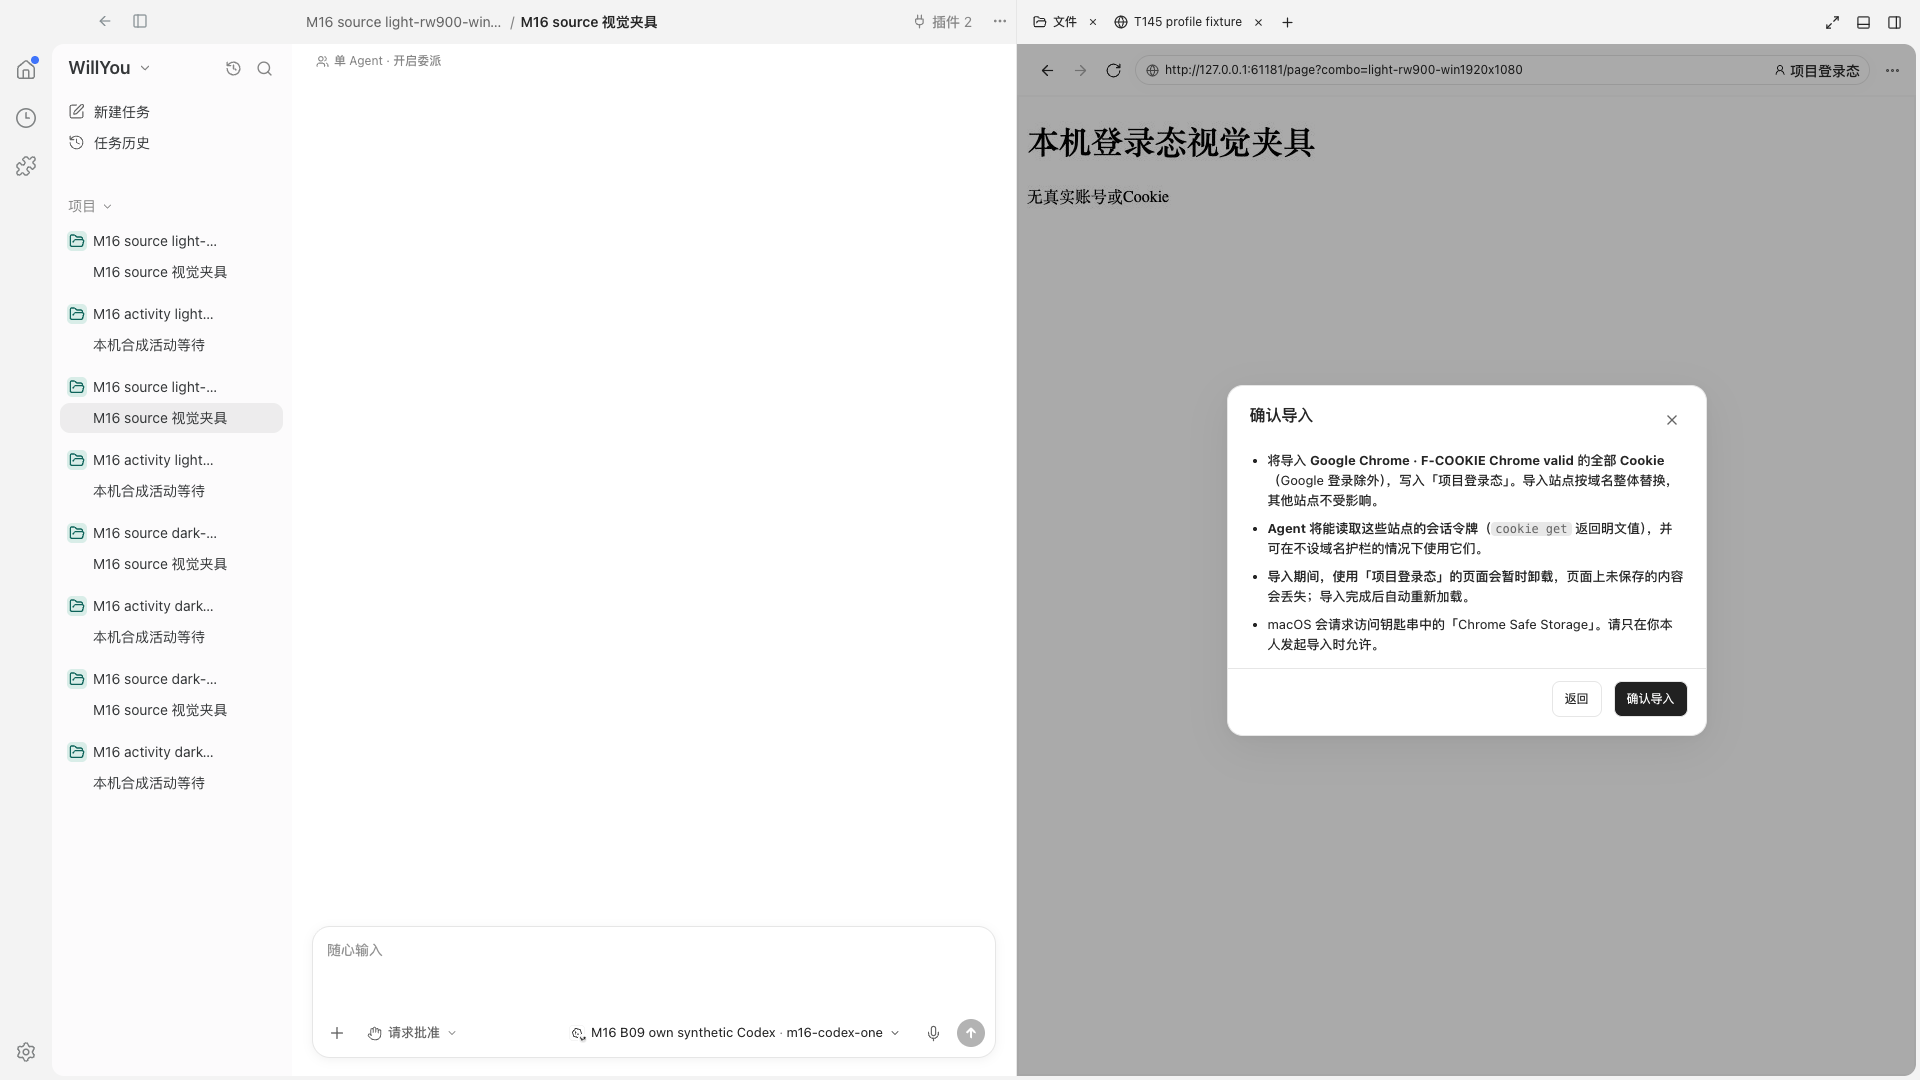 M16 source light-rw900-win... / M16 source 视觉夹具
插件 2
文件
T145 profile fixture
WillYou
新建任务
任务历史
项目
M16 source light-...
M16 source 视觉夹具
M16 activity light...
本机合成活动等待
M16 source light-...
M16 source 视觉夹具
M16 activity light...
本机合成活动等待
M16 source dark-...
M16 source 视觉夹具
M16 activity dark...
本机合成活动等待
M16 source dark-...
M16 source 视觉夹具
M16 activity dark...
本机合成活动等待
单 Agent · 开启委派
随心输入
请求批准
M16 B09 own synthetic Codex · m16-codex-one
http://127.0.0.1:61181/page?combo=light-rw900-win1920x1080
项目登录态
本机登录态视觉夹具
无真实账号或Cookie
确认导入
将导入 Google Chrome · F-COOKIE Chrome valid 的全部 Cookie
（Google 登录除外），写入「项目登录态」。导入站点按域名整体替换，
其他站点不受影响。
Agent 将能读取这些站点的会话令牌（cookie get 返回明文值），并
可在不设域名护栏的情况下使用它们。
导入期间，使用「项目登录态」的页面会暂时卸载，页面上未保存的内容
会丢失；导入完成后自动重新加载。
macOS 会请求访问钥匙串中的「Chrome Safe Storage」。请只在你本
人发起导入时允许。
返回
确认导入